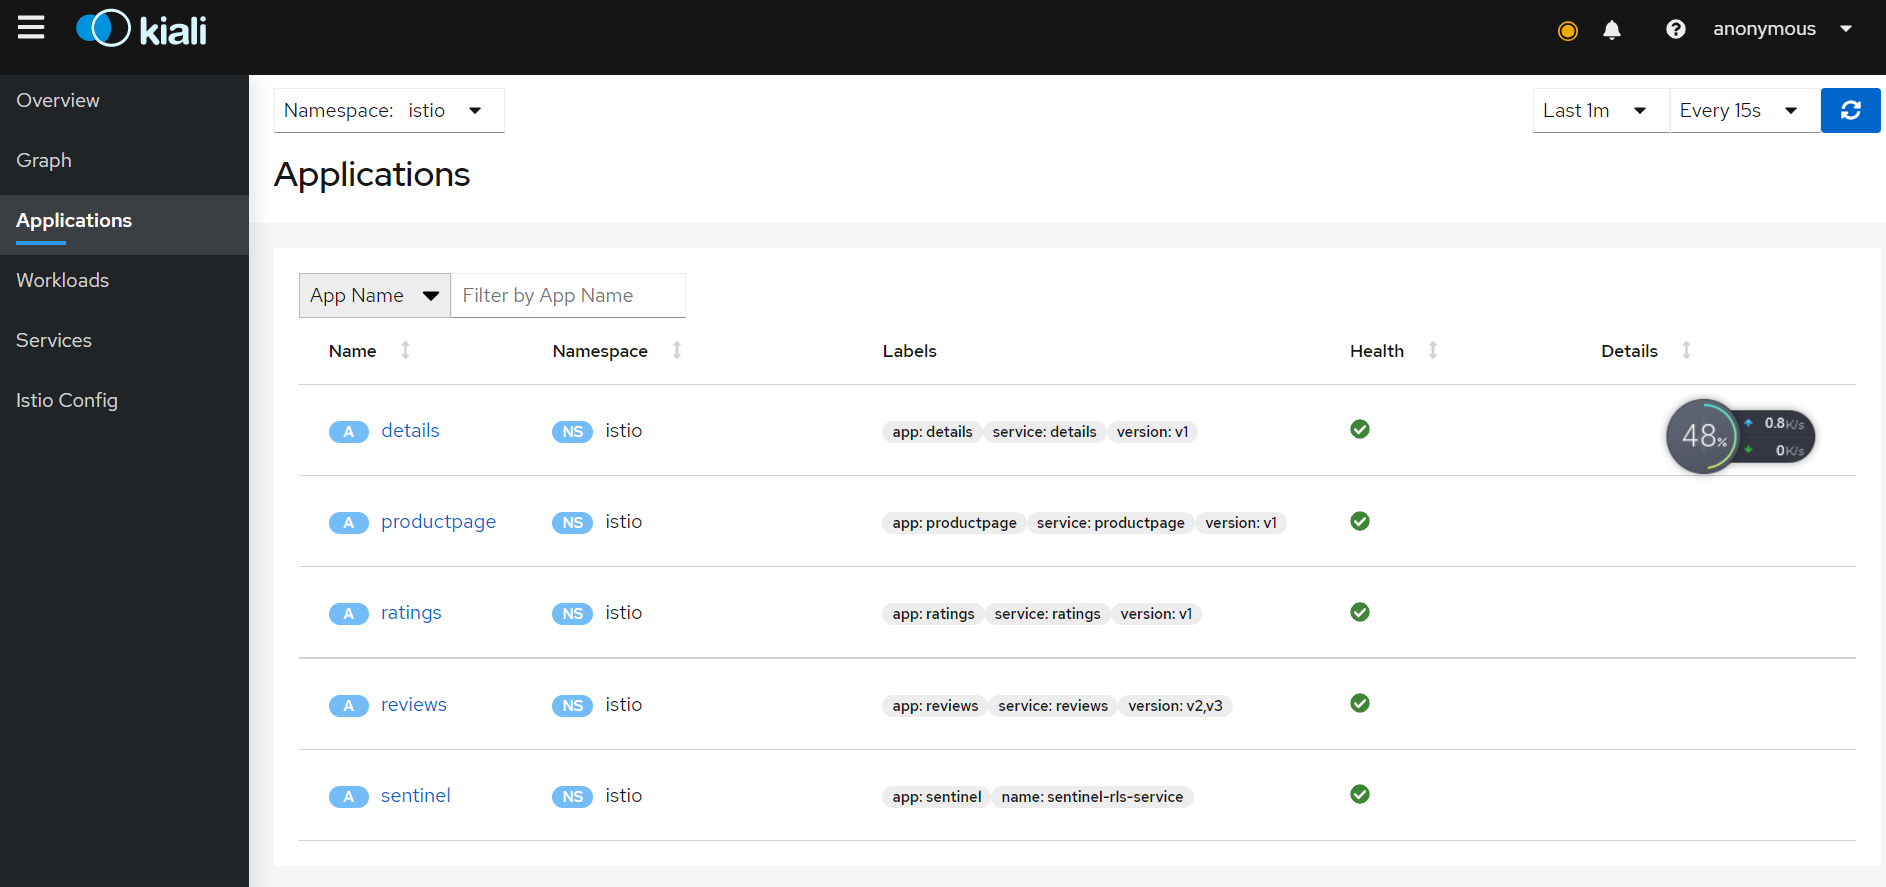 kiali
anonymous
Overview
Graph
Applications
Workloads
Services
Istio Config
Namespace: istio
Last 1m
Every 15s
Applications
App Name
Filter by App Name
Name Namespace Labels Health Details
A details NS istio app: details service: details version: v1
48% 0.8K/s
0K/s
A productpage NS istio app: productpage service: productpage version: v1
A ratings NS istio app: ratings service: ratings version: v1
A reviews NS istio app: reviews service: reviews version: v2,v3
A sentinel NS istio app: sentinel name: sentinel-rls-service